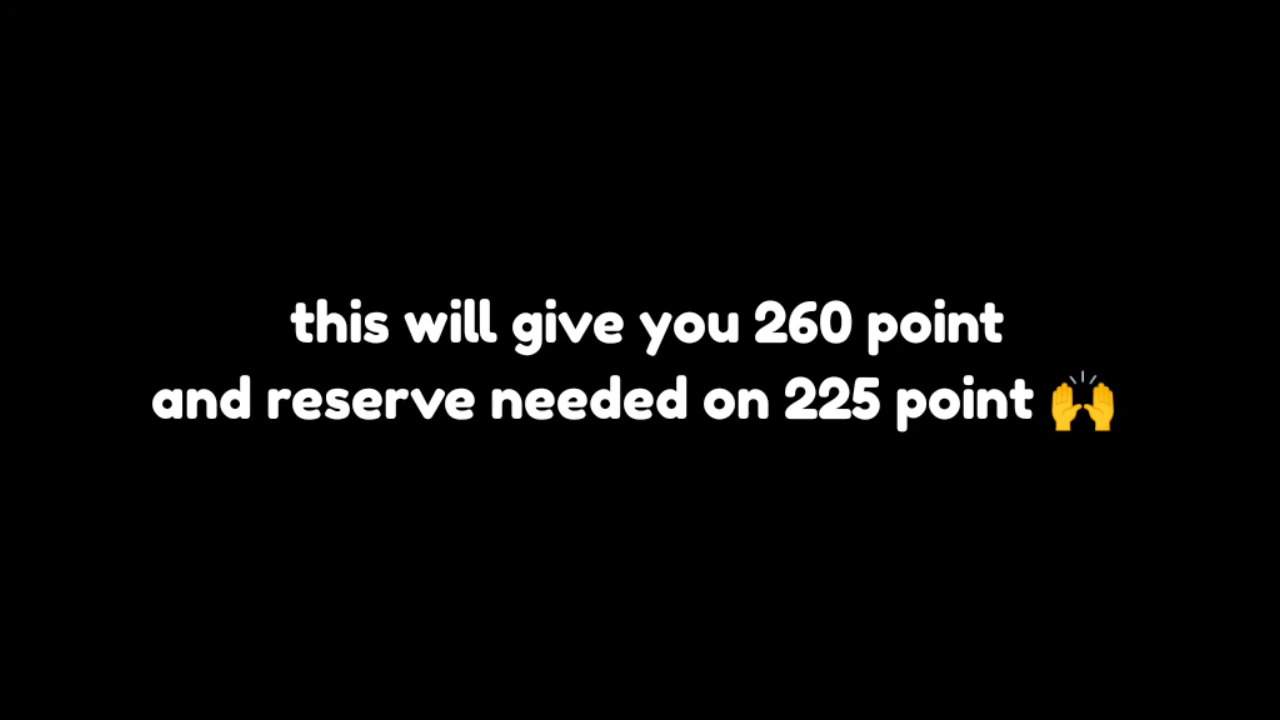 this will give you 260 point
and reserve needed on 225 point 🙌